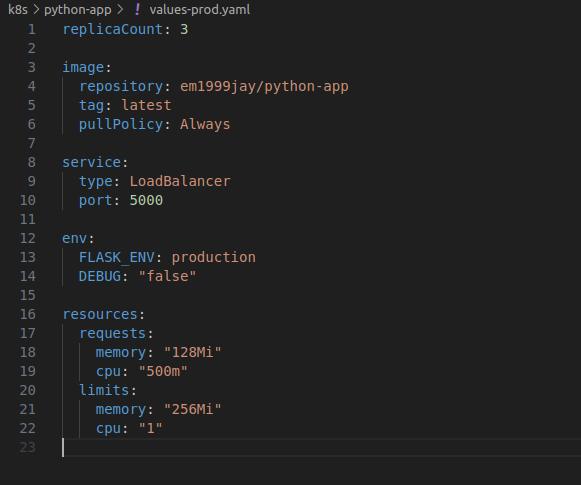 k8s > python-app > ! values-prod.yaml
1 replicaCount: 3
2
3 image:
4   repository: em1999jay/python-app
5   tag: latest
6   pullPolicy: Always
7
8 service:
9   type: LoadBalancer
10   port: 5000
11
12 env:
13   FLASK_ENV: production
14   DEBUG: "false"
15
16 resources:
17   requests:
18     memory: "128Mi"
19     cpu: "500m"
20   limits:
21     memory: "256Mi"
22     cpu: "1"
23